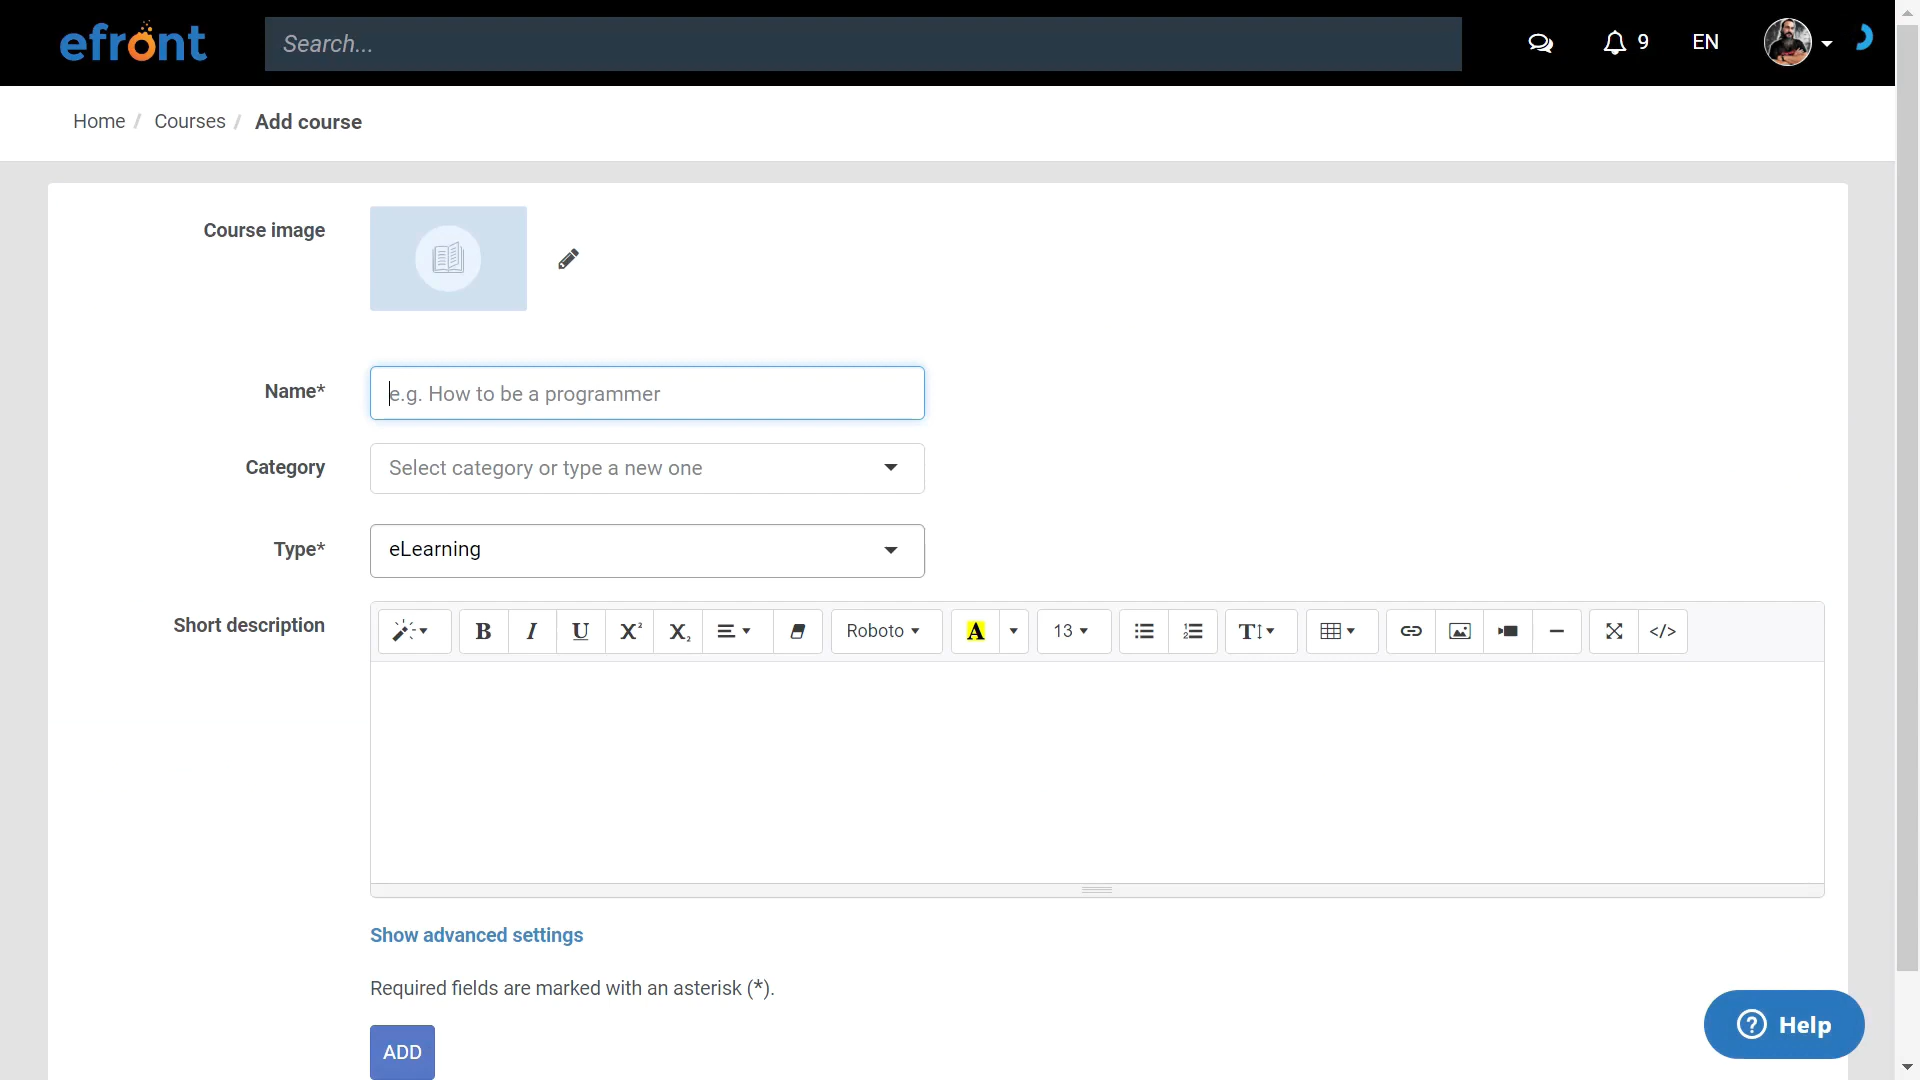 efront
Search...
9
EN
Home / Courses / Add course
Course image
Name*
e.g. How to be a programmer
Category
Select category or type a new one
Type*
eLearning
Short description
B I U X² X₂ Roboto A 13 T </>
Show advanced settings
Required fields are marked with an asterisk (*).
ADD
? Help